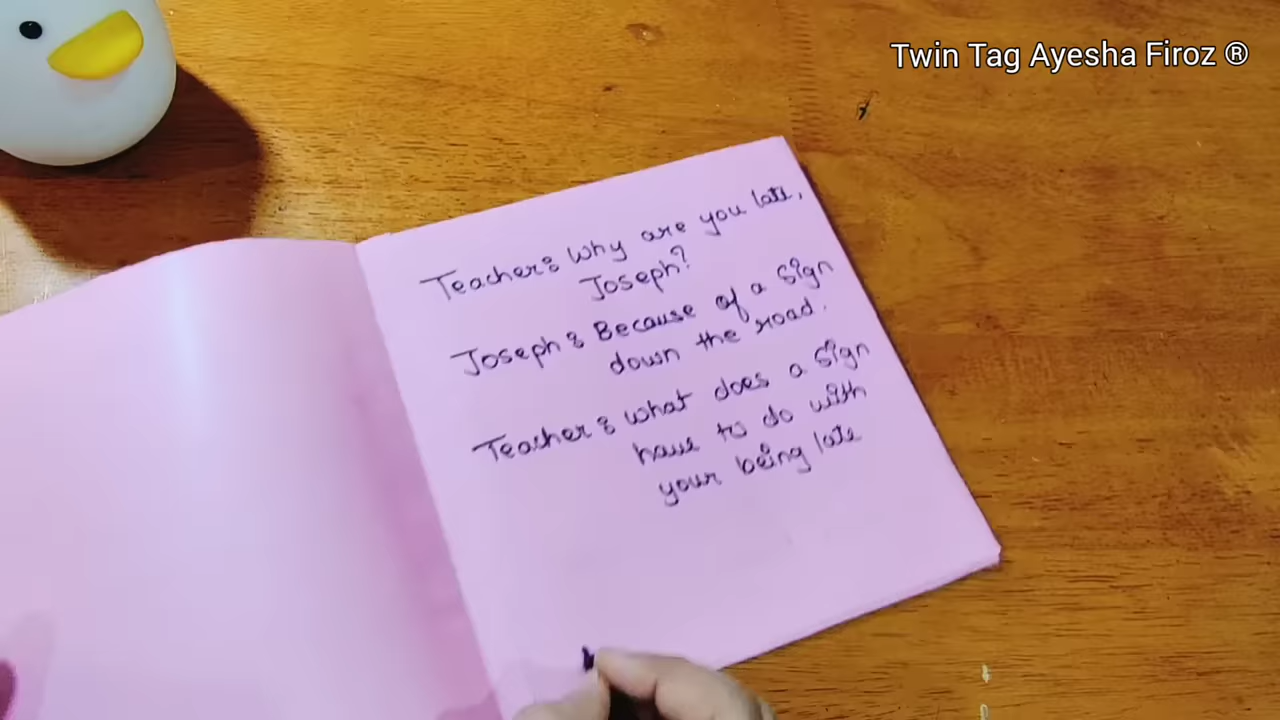 Twin Tag Ayesha Firoz ®
Teacher: Why are you late,
Joseph?
Joseph: Because of a sign
down the road.
Teacher: what does a sign
have to do with
your being late